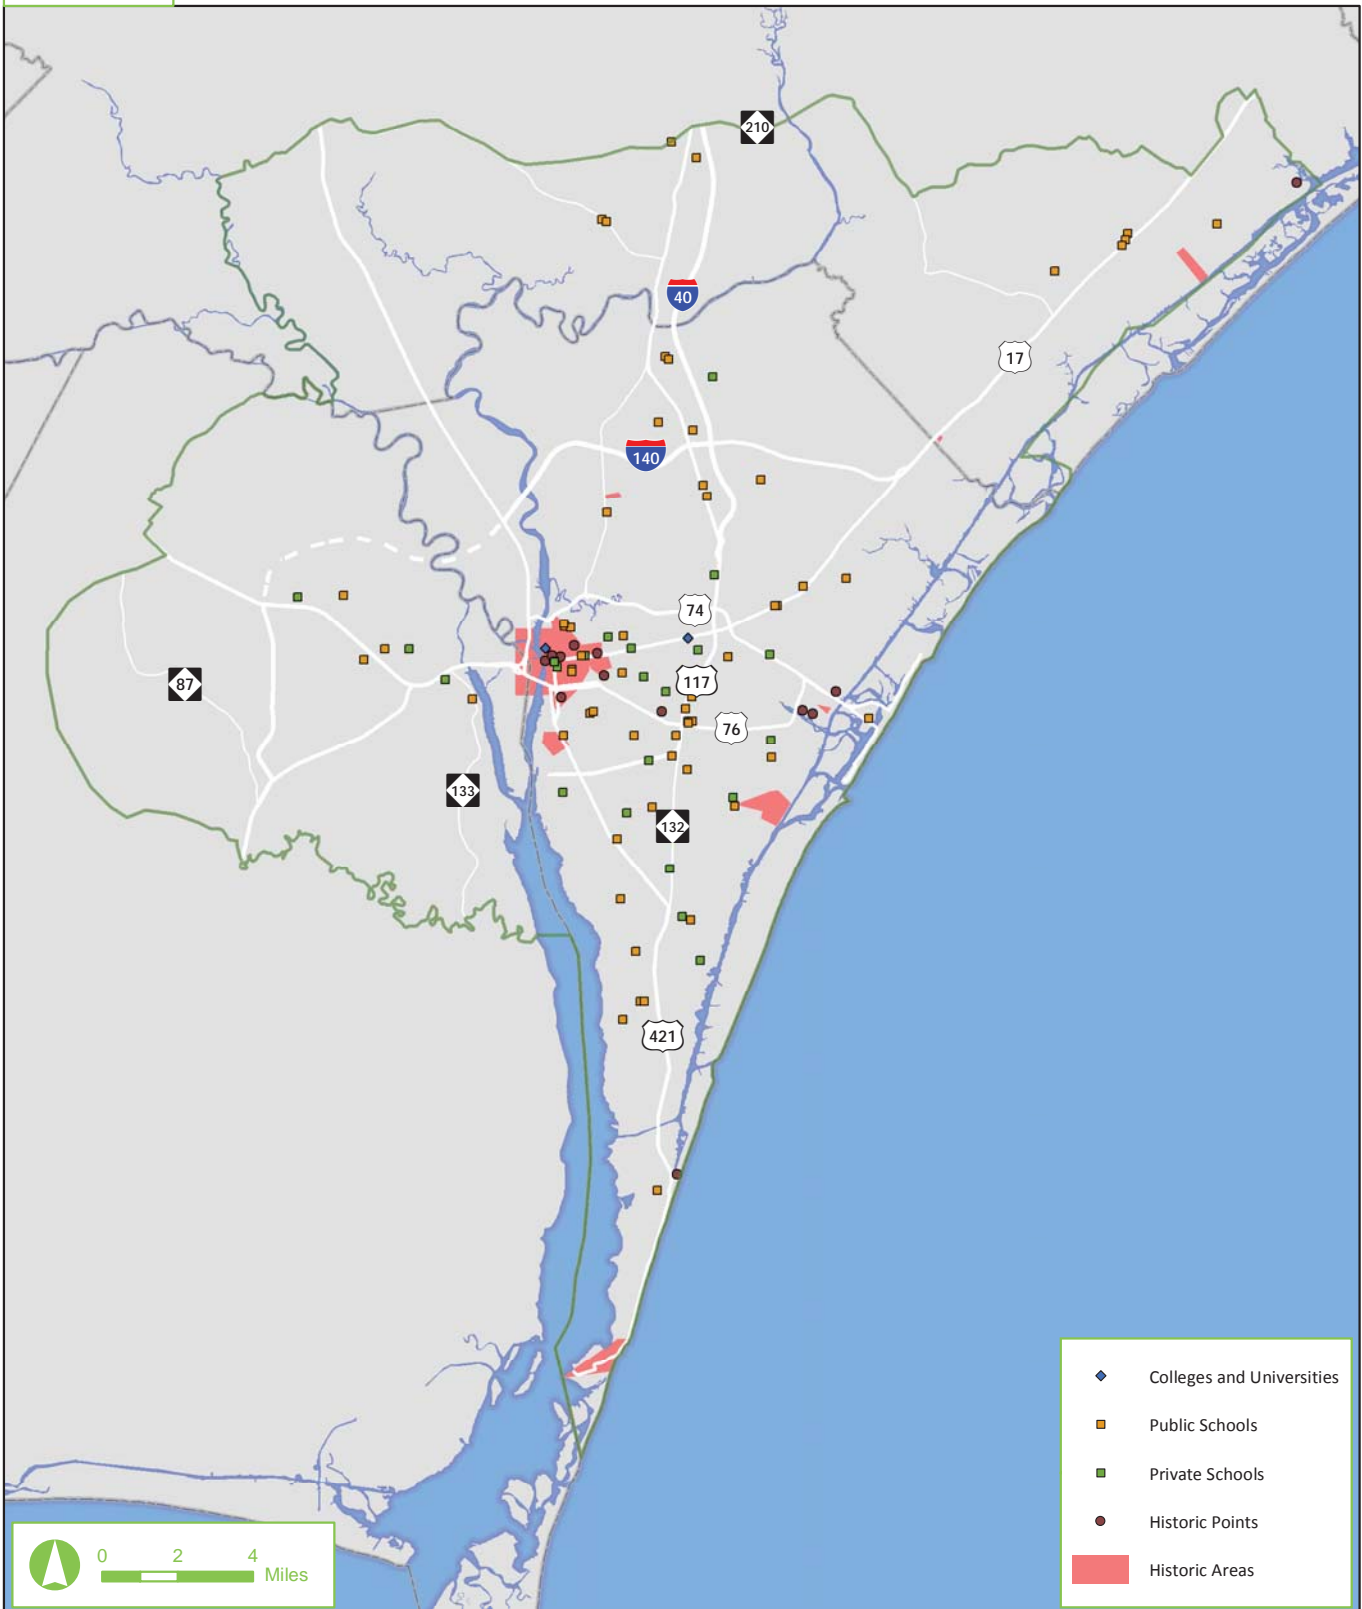 210
40
17
140
74
87
117
76
133
132
421
Colleges and Universities
Public Schools
Private Schools
Historic Points
Historic Areas
0 2 4
Miles